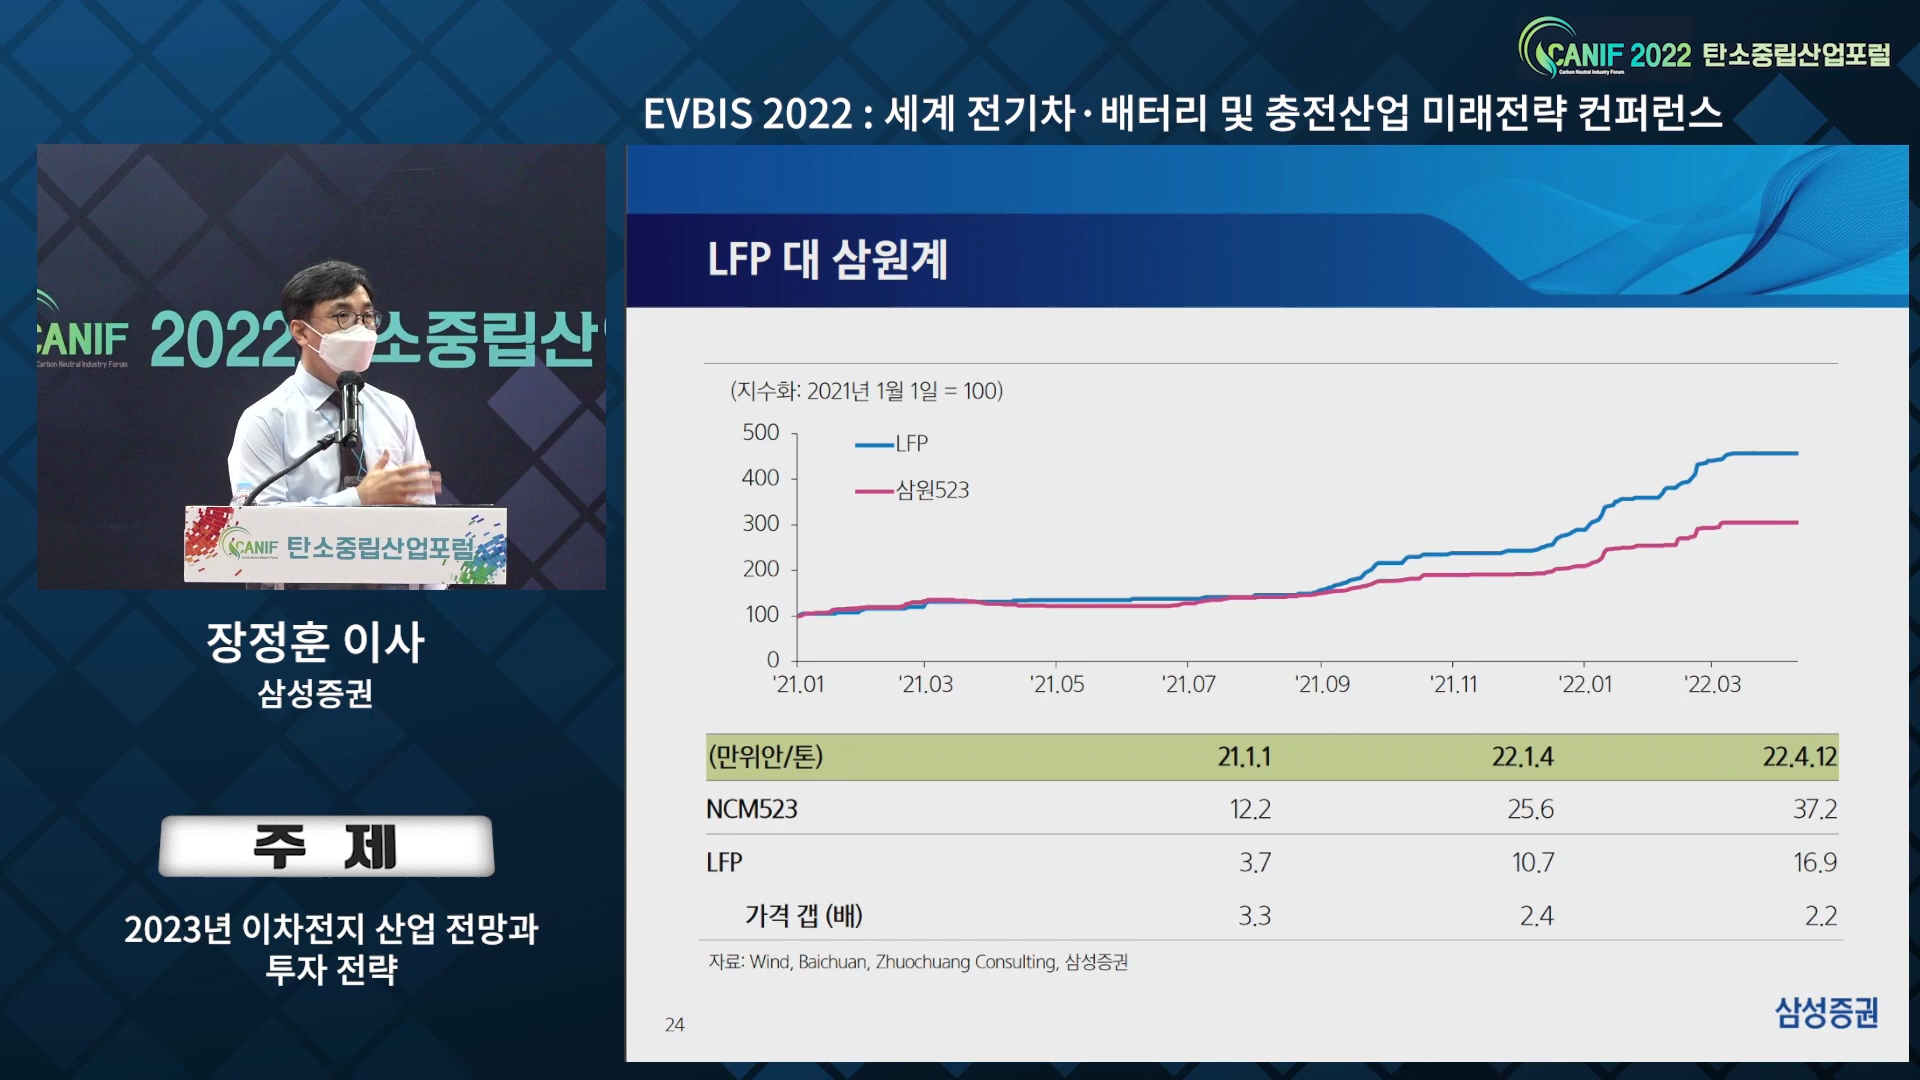 CANIF 2022 탄소중립산업포럼
Carbon Neutral Industry Forum
EVBIS 2022 : 세계 전기차·배터리 및 충전산업 미래전략 컨퍼런스
CANIF 2022 탄소중립산
Carbon Neutral Industry Forum
CANIF 탄소중립산업포럼
장정훈 이사
삼성증권
주 제
2023년 이차전지 산업 전망과
투자 전략
LFP 대 삼원계
(지수화: 2021년 1월 1일 = 100)
500
400
300
200
100
0
LFP
삼원523
'21.01 '21.03 '21.05 '21.07 '21.09 '21.11 '22.01 '22.03
(만위안/톤) 21.1.1 22.1.4 22.4.12
NCM523 12.2 25.6 37.2
LFP 3.7 10.7 16.9
가격 갭 (배) 3.3 2.4 2.2
자료: Wind, Baichuan, Zhuochuang Consulting, 삼성증권
24
삼성증권